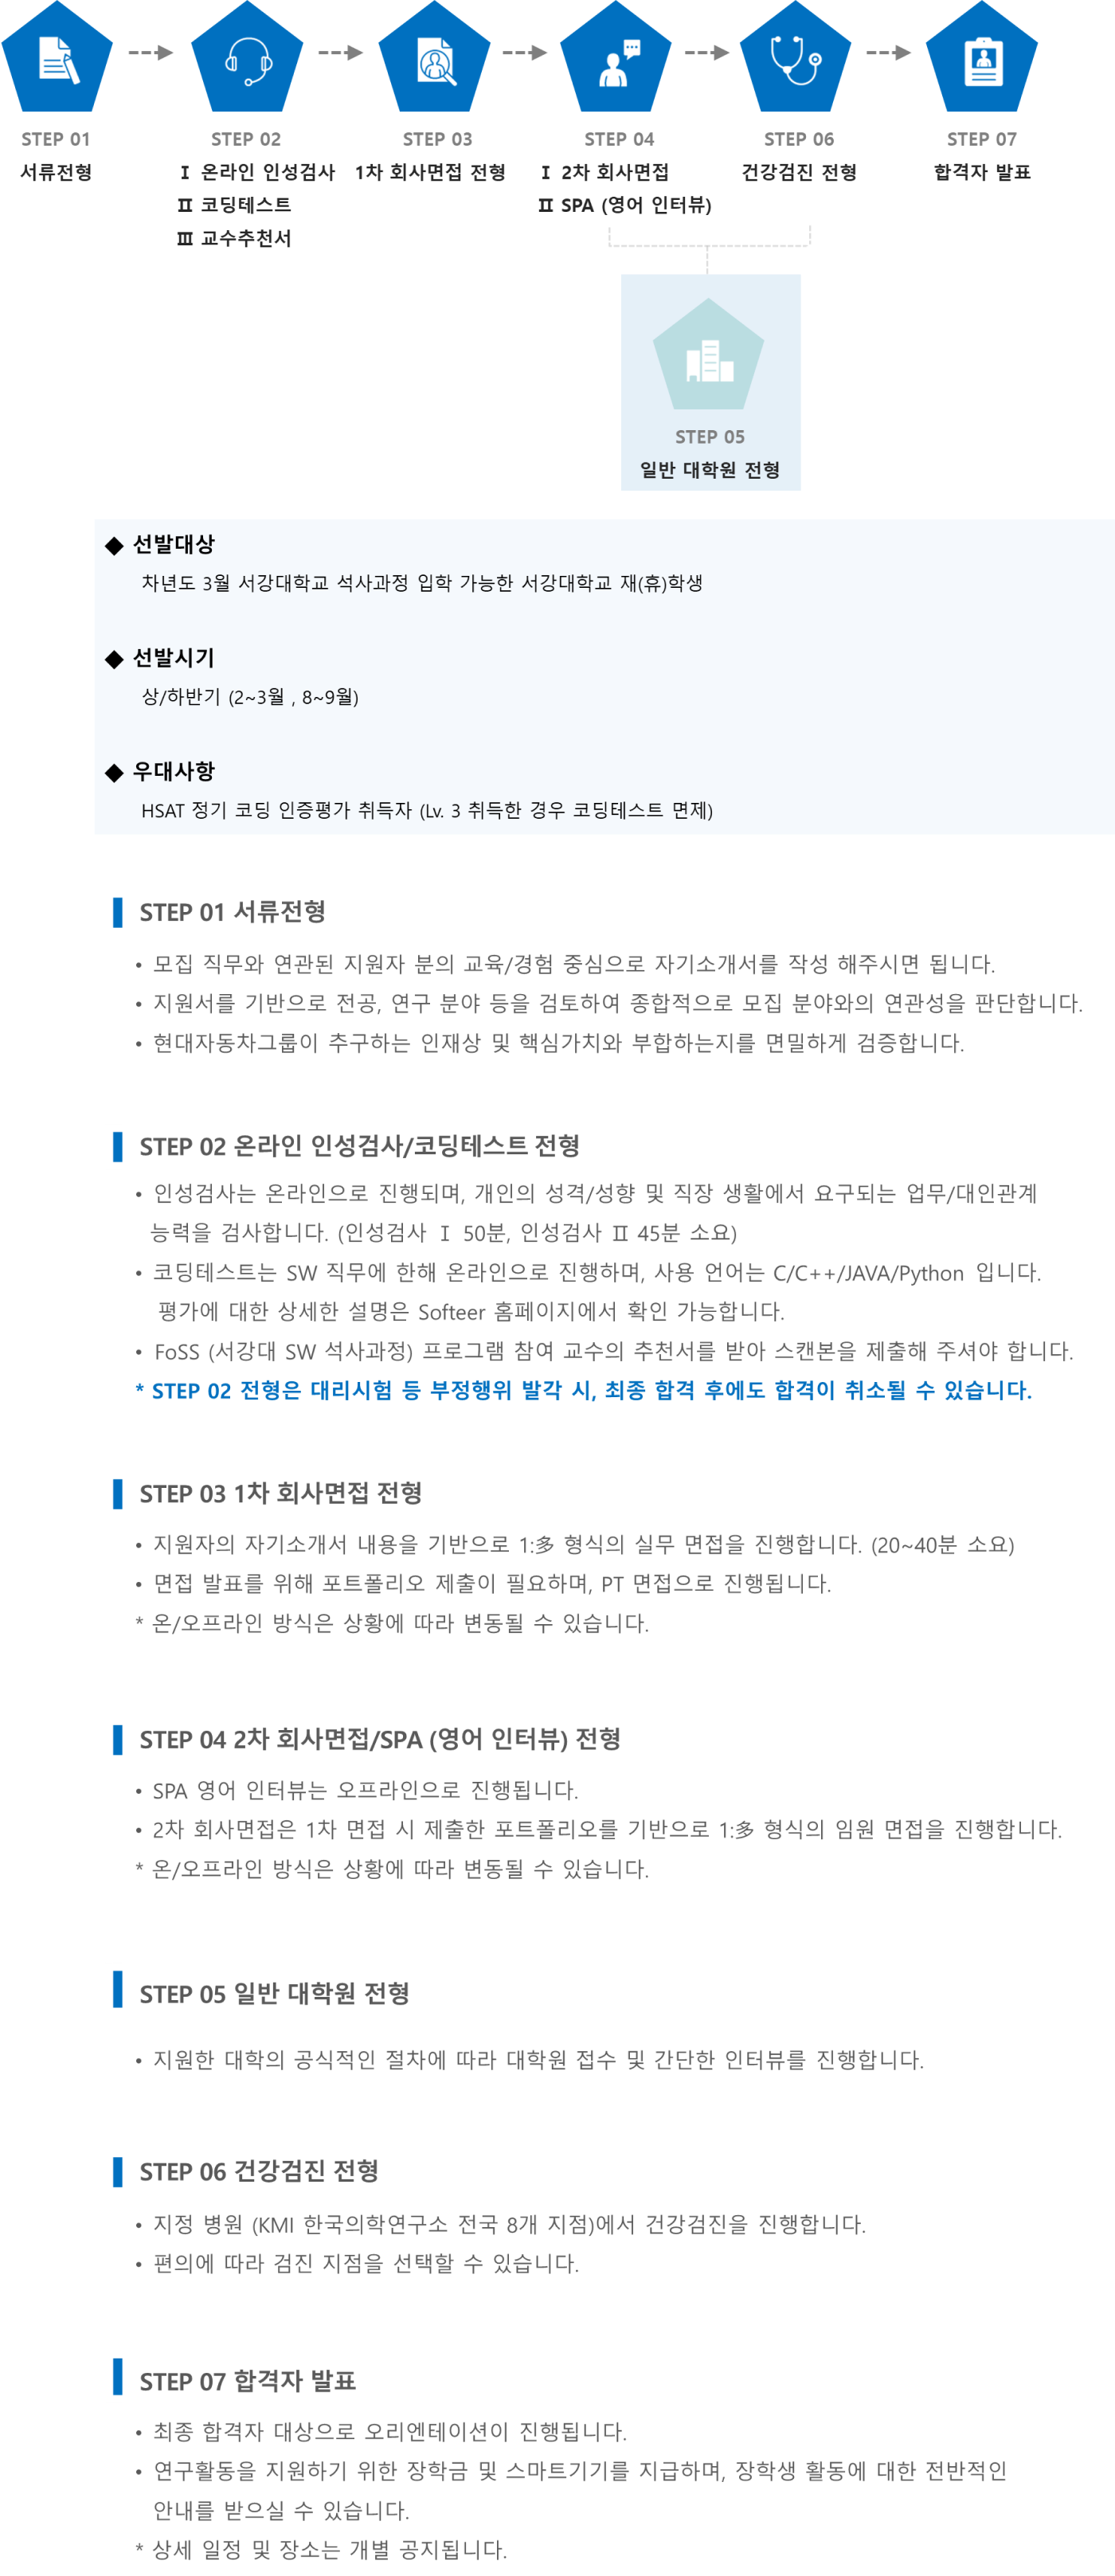 STEP 01
서류전형
STEP 02
Ⅰ 온라인 인성검사
Ⅱ 코딩테스트
Ⅲ 교수추천서
STEP 03
1차 회사면접 전형
STEP 04
Ⅰ 2차 회사면접
Ⅱ SPA (영어 인터뷰)
STEP 06
건강검진 전형
STEP 07
합격자 발표
STEP 05
일반 대학원 전형
◆ 선발대상
차년도 3월 서강대학교 석사과정 입학 가능한 서강대학교 재(휴)학생
◆ 선발시기
상/하반기 (2~3월 , 8~9월)
◆ 우대사항
HSAT 정기 코딩 인증평가 취득자 (Lv. 3 취득한 경우 코딩테스트 면제)
STEP 01 서류전형
• 모집 직무와 연관된 지원자 분의 교육/경험 중심으로 자기소개서를 작성 해주시면 됩니다.
• 지원서를 기반으로 전공, 연구 분야 등을 검토하여 종합적으로 모집 분야와의 연관성을 판단합니다.
• 현대자동차그룹이 추구하는 인재상 및 핵심가치와 부합하는지를 면밀하게 검증합니다.
STEP 02 온라인 인성검사/코딩테스트 전형
• 인성검사는 온라인으로 진행되며, 개인의 성격/성향 및 직장 생활에서 요구되는 업무/대인관계
능력을 검사합니다. (인성검사 Ⅰ 50분, 인성검사 Ⅱ 45분 소요)
• 코딩테스트는 SW 직무에 한해 온라인으로 진행하며, 사용 언어는 C/C++/JAVA/Python 입니다.
평가에 대한 상세한 설명은 Softeer 홈페이지에서 확인 가능합니다.
• FoSS (서강대 SW 석사과정) 프로그램 참여 교수의 추천서를 받아 스캔본을 제출해 주셔야 합니다.
* STEP 02 전형은 대리시험 등 부정행위 발각 시, 최종 합격 후에도 합격이 취소될 수 있습니다.
STEP 03 1차 회사면접 전형
• 지원자의 자기소개서 내용을 기반으로 1:多 형식의 실무 면접을 진행합니다. (20~40분 소요)
• 면접 발표를 위해 포트폴리오 제출이 필요하며, PT 면접으로 진행됩니다.
* 온/오프라인 방식은 상황에 따라 변동될 수 있습니다.
STEP 04 2차 회사면접/SPA (영어 인터뷰) 전형
• SPA 영어 인터뷰는 오프라인으로 진행됩니다.
• 2차 회사면접은 1차 면접 시 제출한 포트폴리오를 기반으로 1:多 형식의 임원 면접을 진행합니다.
* 온/오프라인 방식은 상황에 따라 변동될 수 있습니다.
STEP 05 일반 대학원 전형
• 지원한 대학의 공식적인 절차에 따라 대학원 접수 및 간단한 인터뷰를 진행합니다.
STEP 06 건강검진 전형
• 지정 병원 (KMI 한국의학연구소 전국 8개 지점)에서 건강검진을 진행합니다.
• 편의에 따라 검진 지점을 선택할 수 있습니다.
STEP 07 합격자 발표
• 최종 합격자 대상으로 오리엔테이션이 진행됩니다.
• 연구활동을 지원하기 위한 장학금 및 스마트기기를 지급하며, 장학생 활동에 대한 전반적인
안내를 받으실 수 있습니다.
* 상세 일정 및 장소는 개별 공지됩니다.